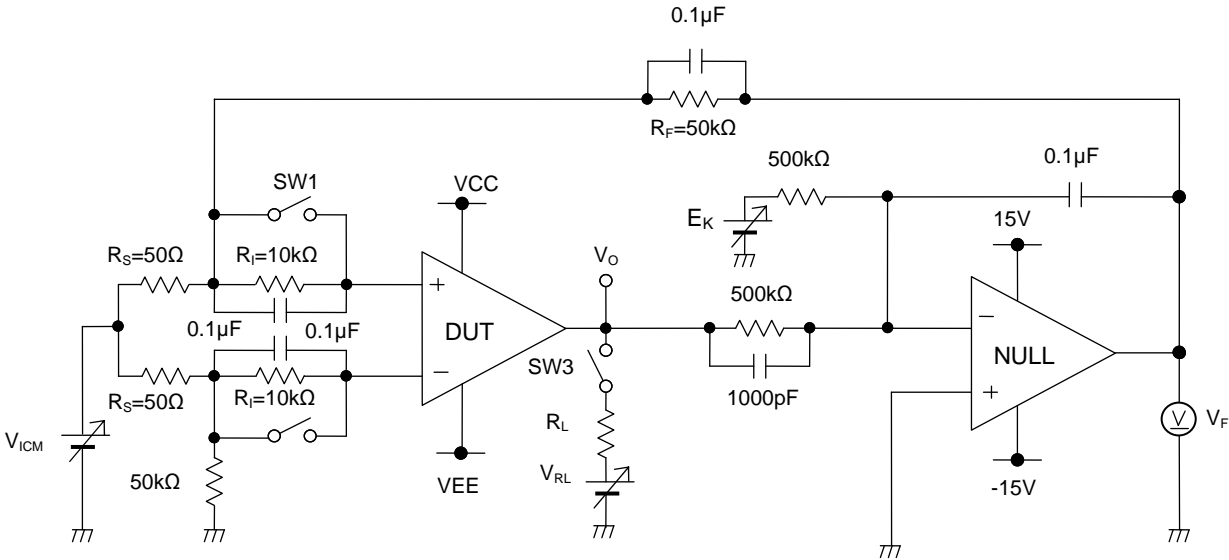 0.1µF
RF=50kΩ
500kΩ
0.1µF
SW1
VCC
EK
15V
RS=50Ω
RI=10kΩ
VO
500kΩ
+
DUT
−
0.1µF
0.1µF
SW3
−
NULL
+
RS=50Ω
RI=10kΩ
1000pF
VICM
RL
V
VF
50kΩ
VEE
VRL
-15V